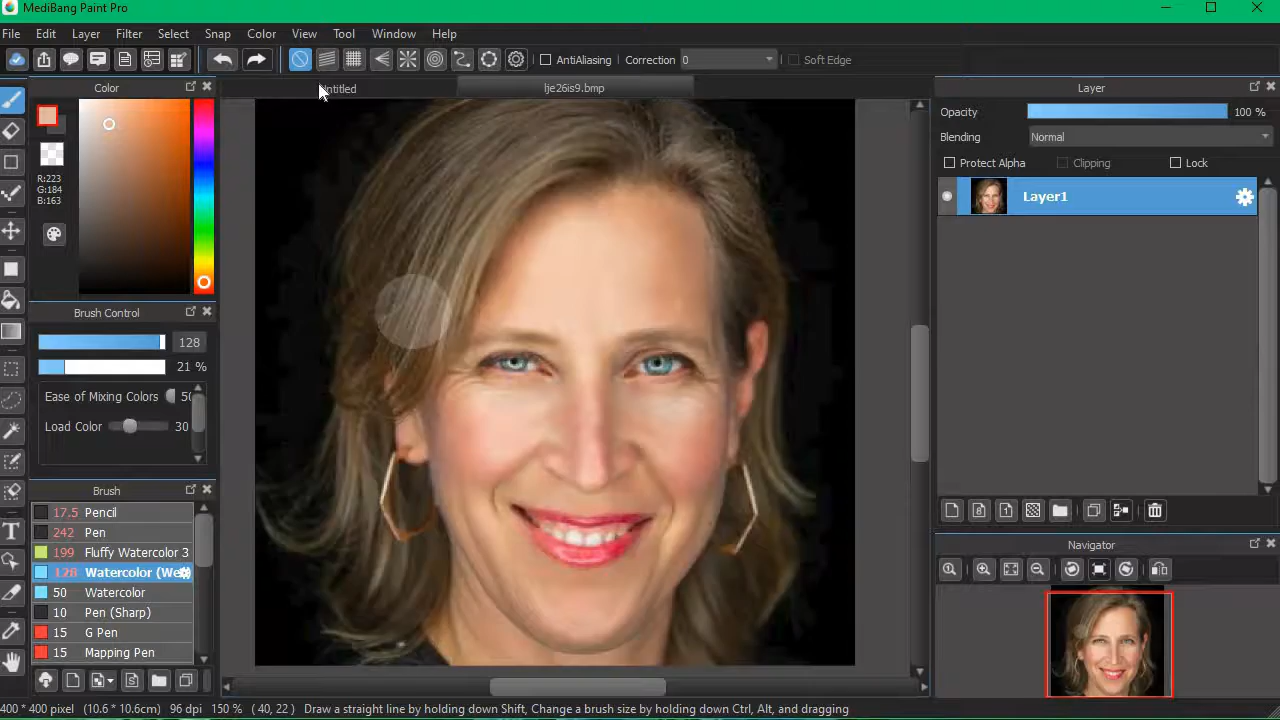 MediBang Paint Pro
File Edit Layer Filter Select Snap Color View Tool Window Help
AntiAliasing Correction 0 Soft Edge
Color
ntitled
lje26is9.bmp
Layer
Opacity 100 %
Blending Normal
Protect Alpha Clipping Lock
R:223
G:184
B:163
Layer1
Brush Control
128
21 %
Ease of Mixing Colors 50
Load Color 30
Brush
17.5 Pencil
242 Pen
199 Fluffy Watercolor 3
128 Watercolor (Wet
50 Watercolor
10 Pen (Sharp)
15 G Pen
15 Mapping Pen
Navigator
400 * 400 pixel (10.6 * 10.6cm) 96 dpi 150 % ( 40, 22 ) Draw a straight line by holding down Shift, Change a brush size by holding down Ctrl, Alt, and dragging